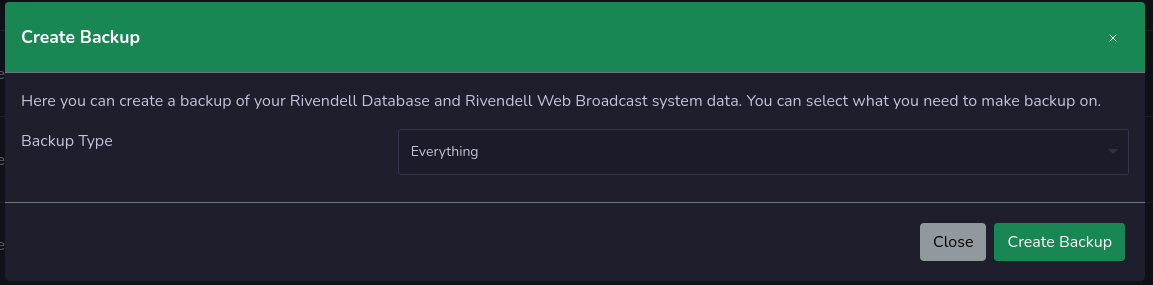 Create Backup
×
Here you can create a backup of your Rivendell Database and Rivendell Web Broadcast system data. You can select what you need to make backup on.
Backup Type
Everything
Close
Create Backup